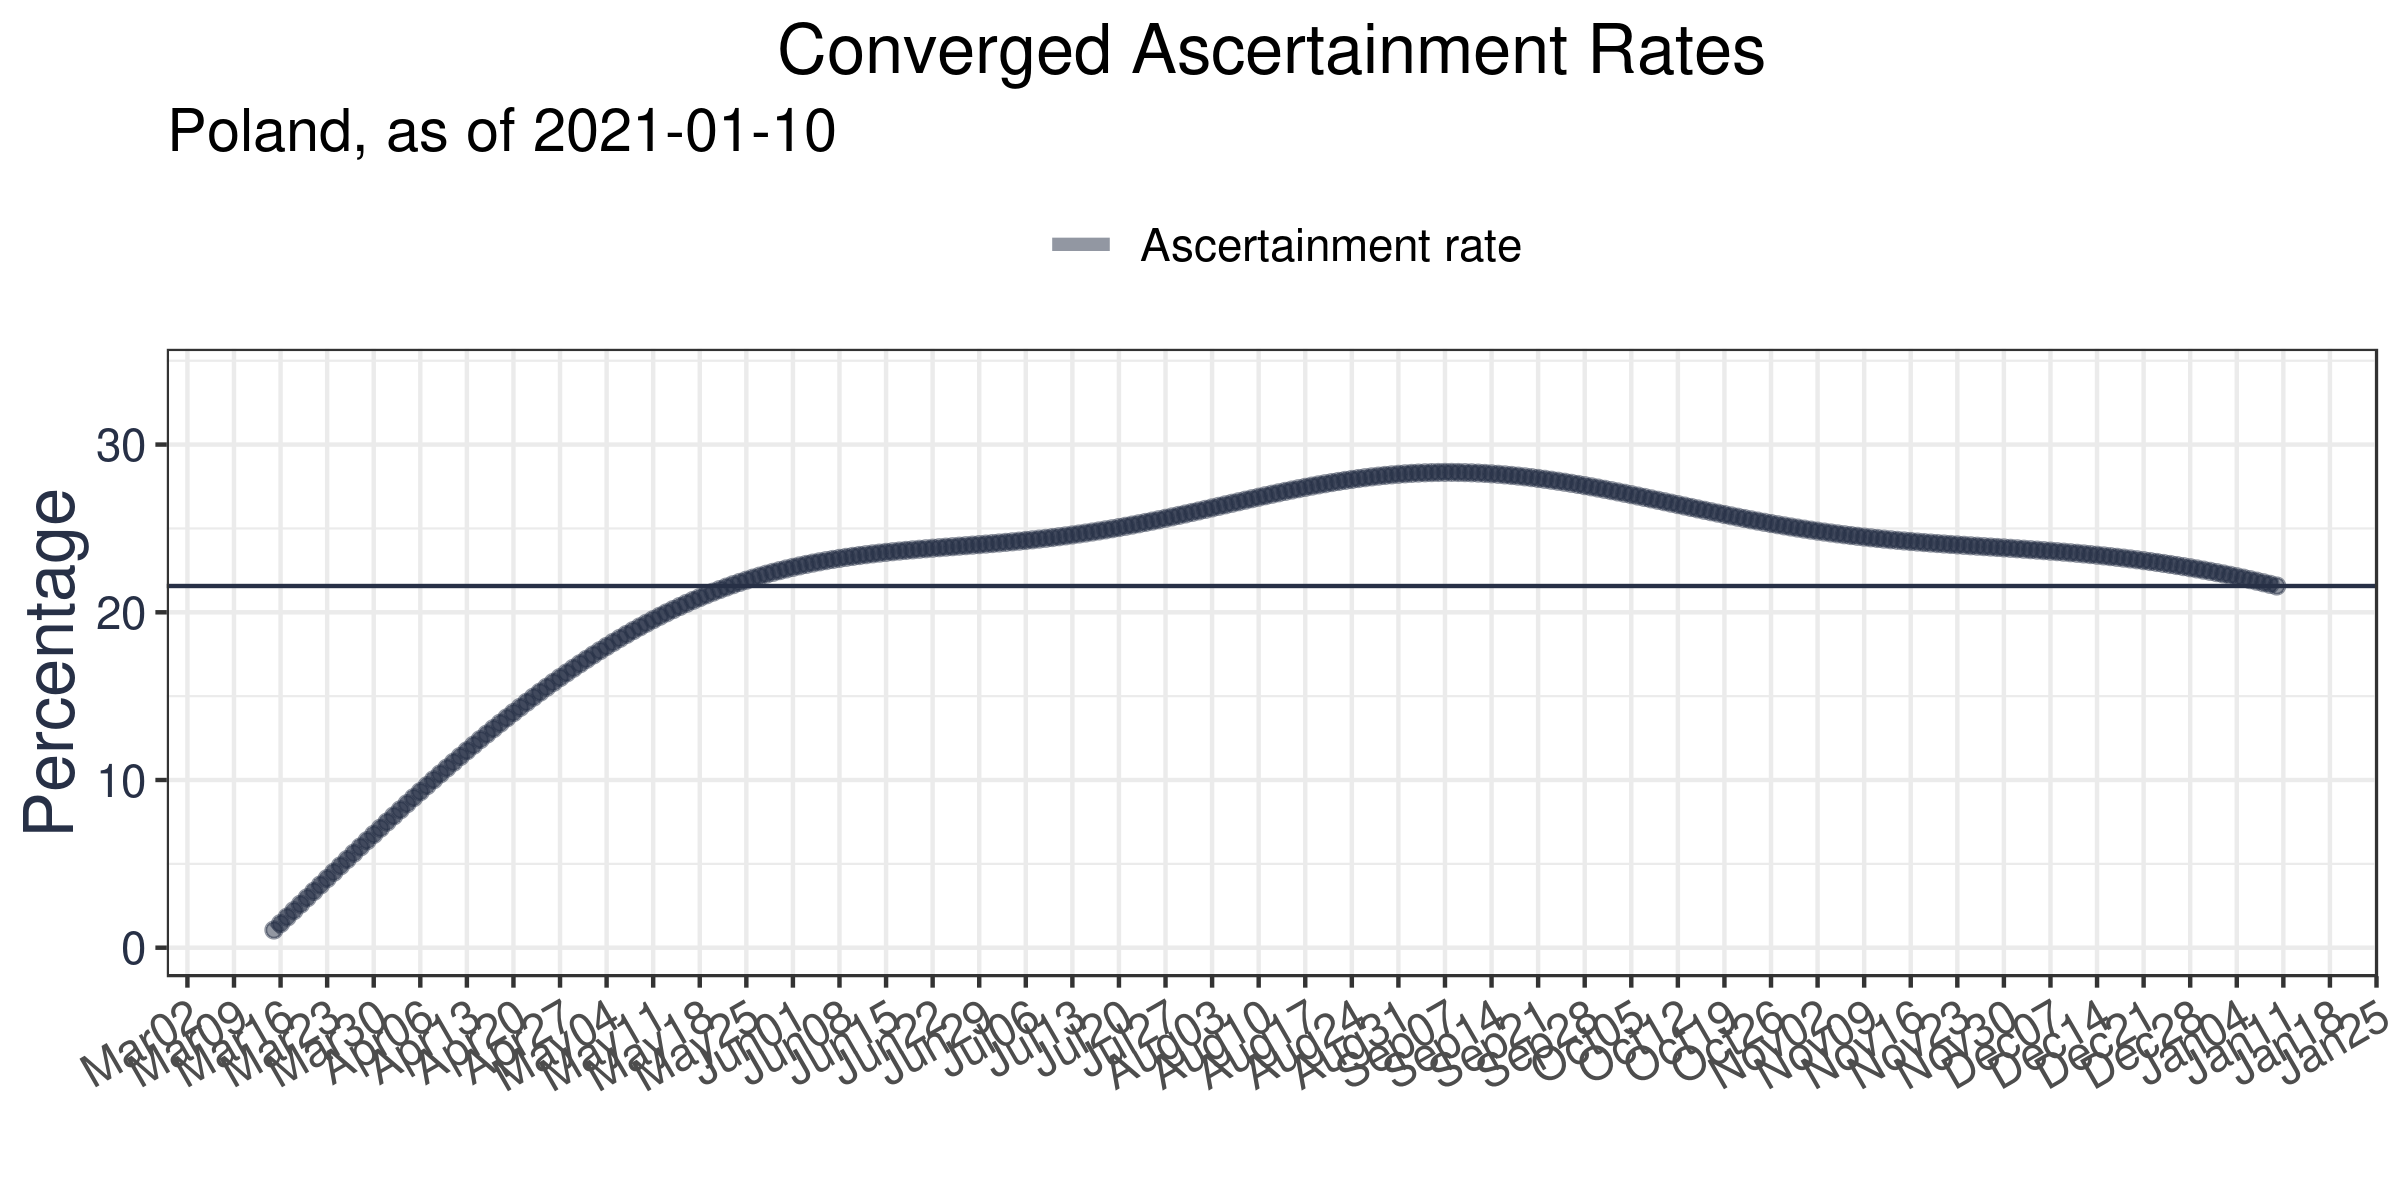 Converged Ascertainment Rates
Poland, as of 2021-01-10
Ascertainment rate
Percentage
30
20
10
0
Mar02
Mar09
Mar16
Mar23
Mar30
Apr06
Apr13
Apr20
Apr27
May04
May11
May18
May25
Jun01
Jun08
Jun15
Jun22
Jun29
Jul06
Jul13
Jul20
Jul27
Aug03
Aug10
Aug17
Aug24
Aug31
Sep07
Sep14
Sep21
Sep28
Oct05
Oct12
Oct19
Oct26
Nov02
Nov09
Nov16
Nov23
Nov30
Dec07
Dec14
Dec21
Dec28
Jan04
Jan11
Jan18
Jan25